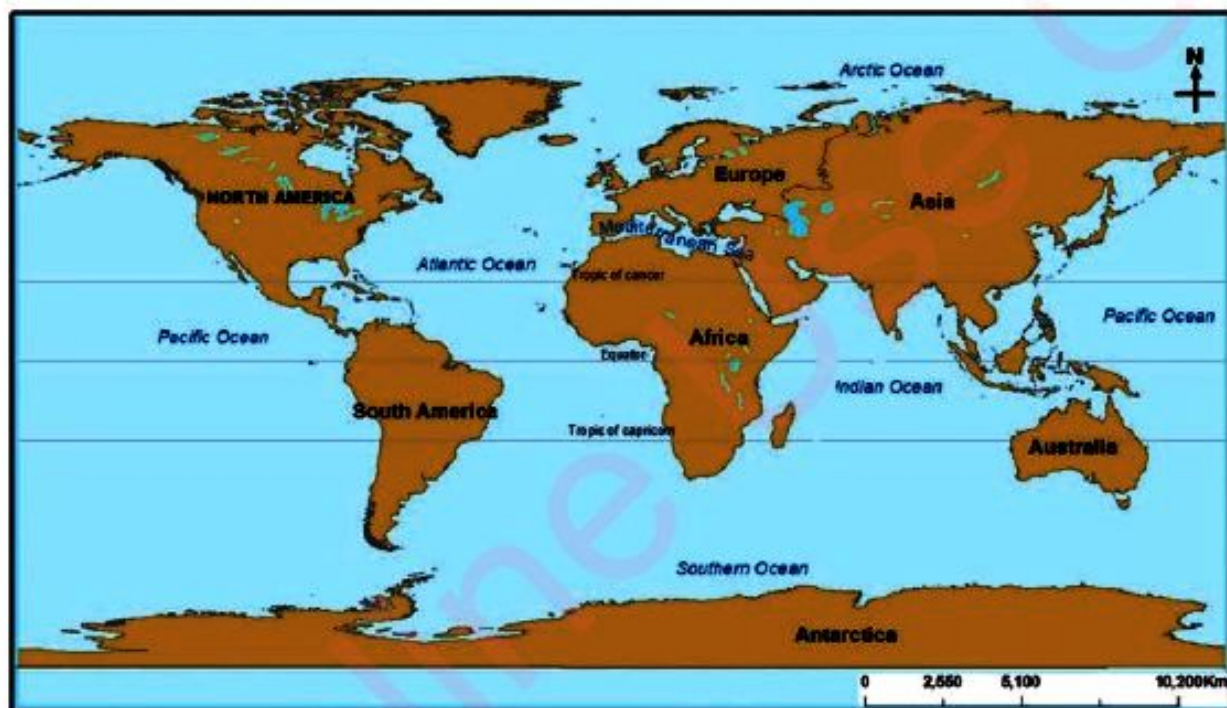 Arctic Ocean
N
Europe
NORTH AMERICA
Asia
Mediterranean Sea
Atlantic Ocean
Tropic of cancer
Pacific Ocean
Africa
Pacific Ocean
Equator
Indian Ocean
South America
Tropic of capricorn
Australia
Southern Ocean
Antarctica
0 2,550 5,100 10,200Km